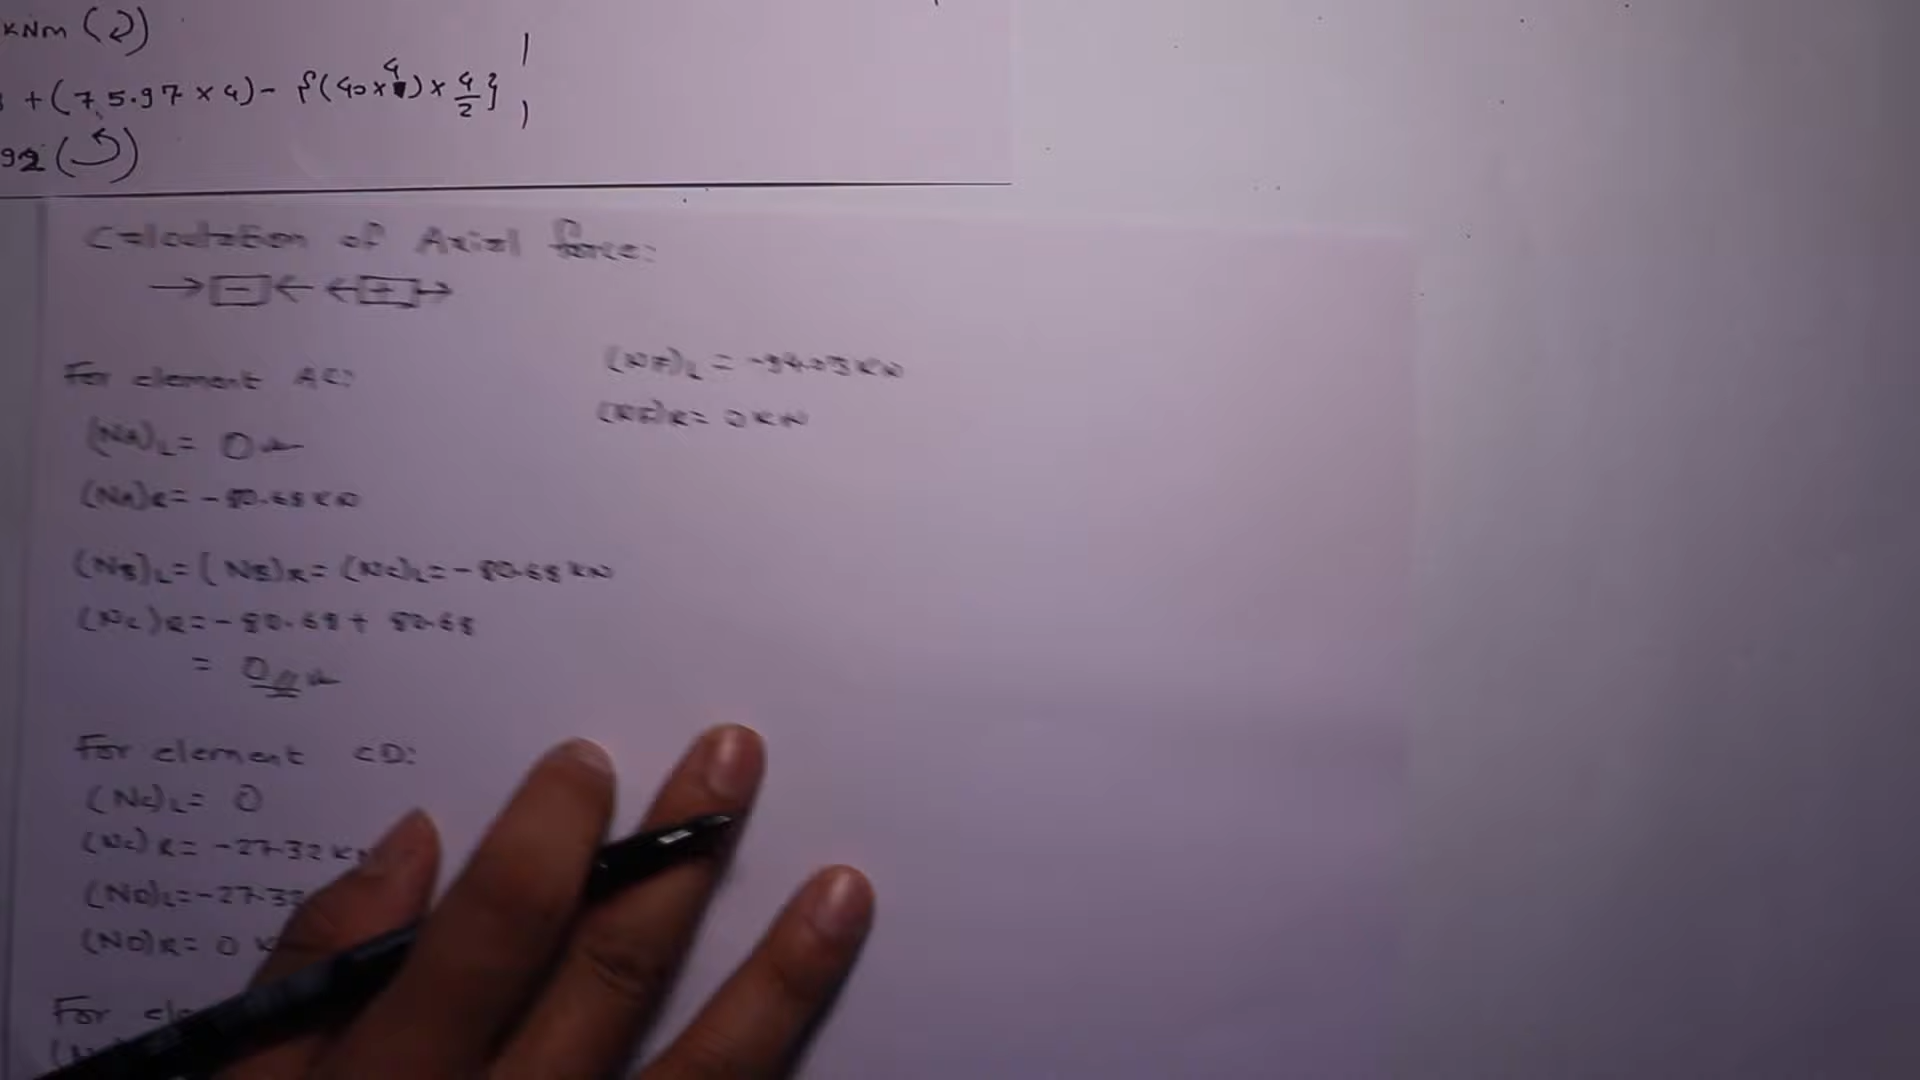 kNm (
+ (75.97 × 4) - {(40 × 4) × 4/2}
92 (
Calculation of Axial force:
→ [-] ← ← [+] →
For element AC:
(NA)L = 0
(NA)R = -80.68 KN
(NB)L = (NB)R = (NC)L = -80.68 KN
(NC)R = -80.68 + 80.68
= 0
For element CD:
(NC)L = 0
(NC)R = -27.32 K
(ND)L = -27.32
(ND)R = 0 K
For ele
(NF)L = -94.03 KN
(NF)R = 0 KN